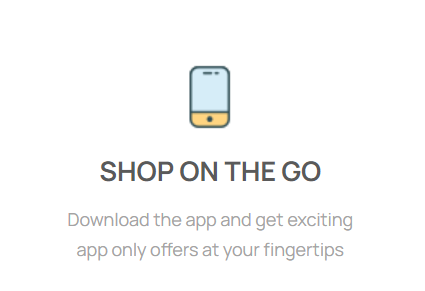 SHOP ON THE GO
Download the app and get exciting
app only offers at your fingertips